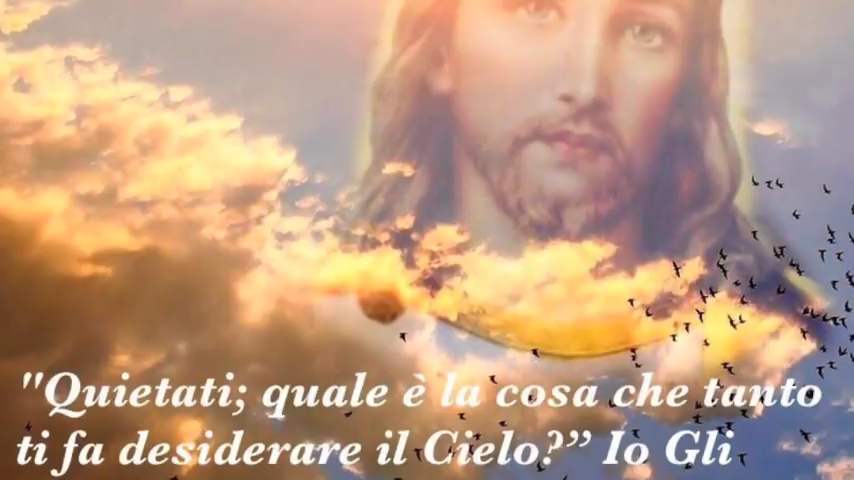 "Quietati; quale è la cosa che tanto
ti fa desiderare il Cielo?” Io Gli